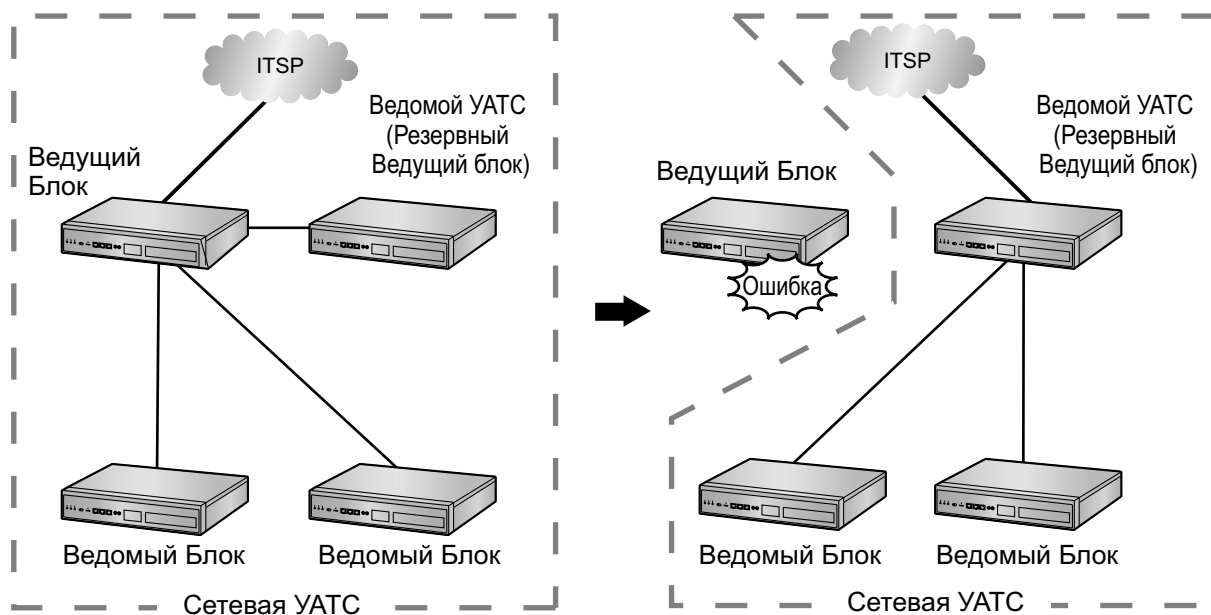 ITSP
Ведомой УАТС
(Резервный
Ведущий блок)
Ведущий
Блок
Ведомый Блок
Ведомый Блок
Сетевая УАТС
ITSP
Ведомой УАТС
(Резервный
Ведущий блок)
Ведущий Блок
Ошибка
Ведомый Блок
Ведомый Блок
Сетевая УАТС